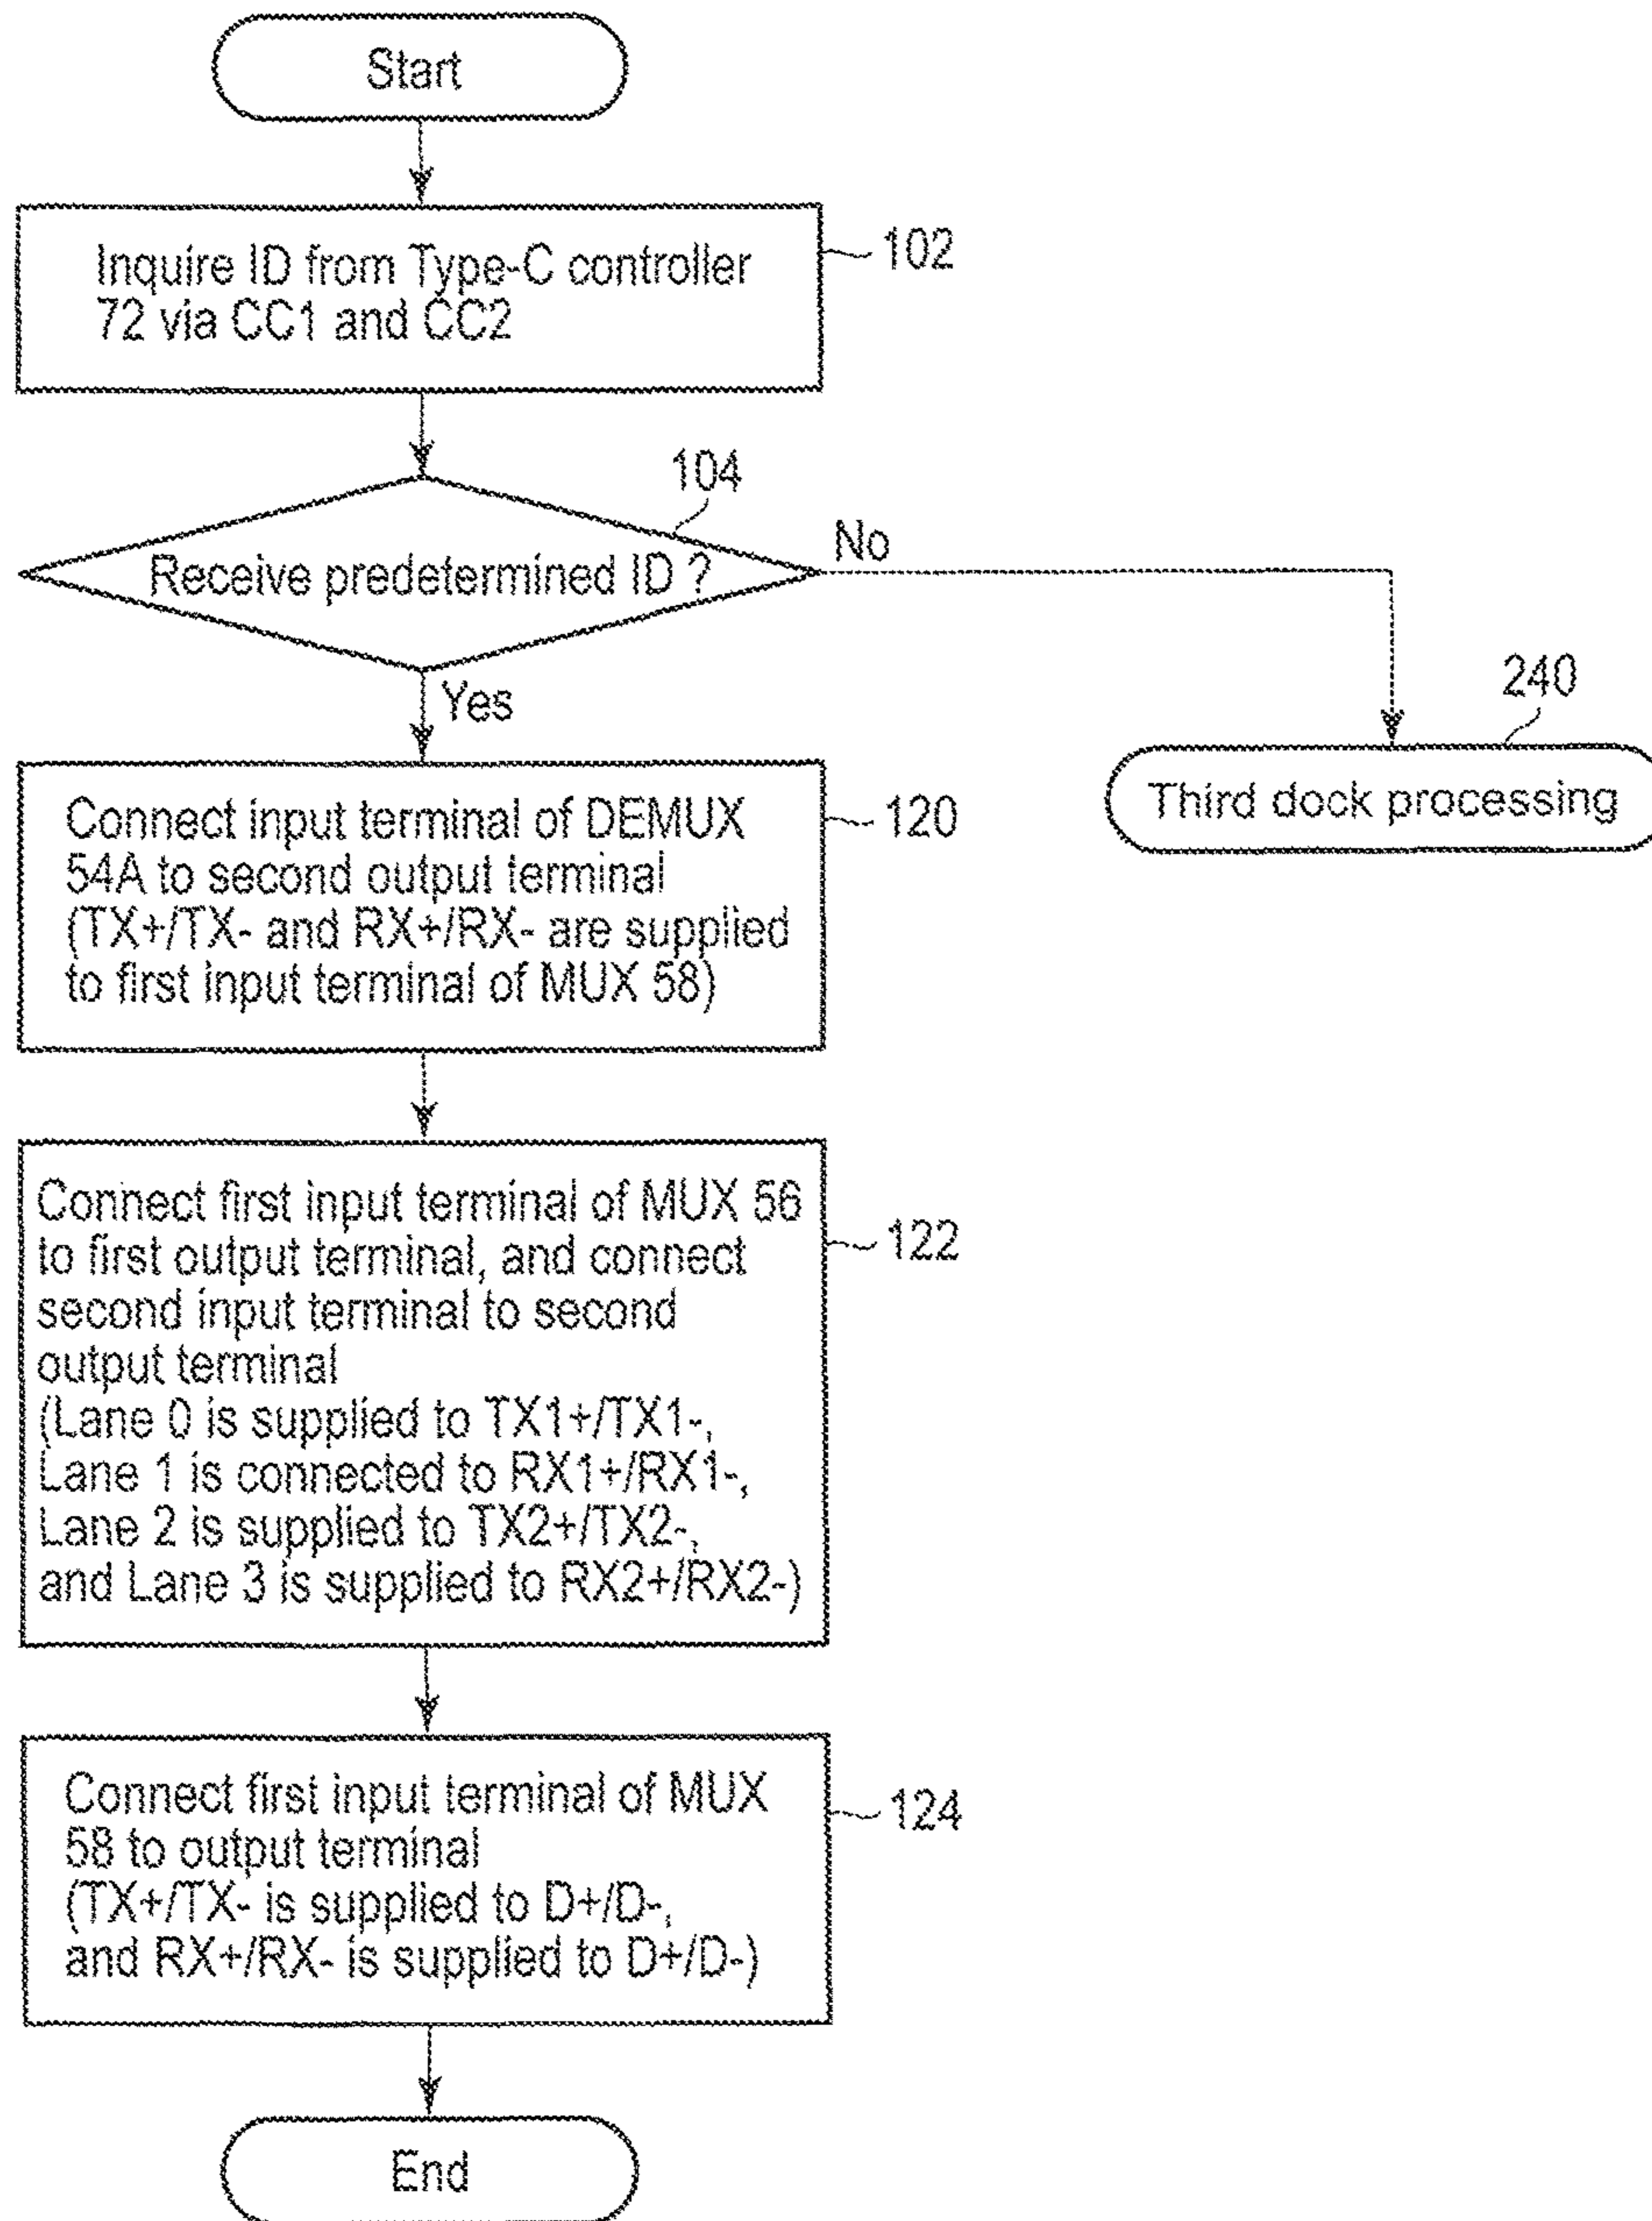 Start
Inquire ID from Type-C controller
72 via CC1 and CC2
102
104
Receive predetermined ID ?
No
Yes
240
Third dock processing
Connect input terminal of DEMUX
54A to second output terminal
(TX+/TX- and RX+/RX- are supplied
to first input terminal of MUX 58)
120
Connect first input terminal of MUX 56
to first output terminal, and connect
second input terminal to second
output terminal
(Lane 0 is supplied to TX1+/TX1-,
Lane 1 is connected to RX1+/RX1-,
Lane 2 is supplied to TX2+/TX2-,
and Lane 3 is supplied to RX2+/RX2-)
122
Connect first input terminal of MUX
58 to output terminal
(TX+/TX- is supplied to D+/D-,
and RX+/RX- is supplied to D+/D-)
124
End